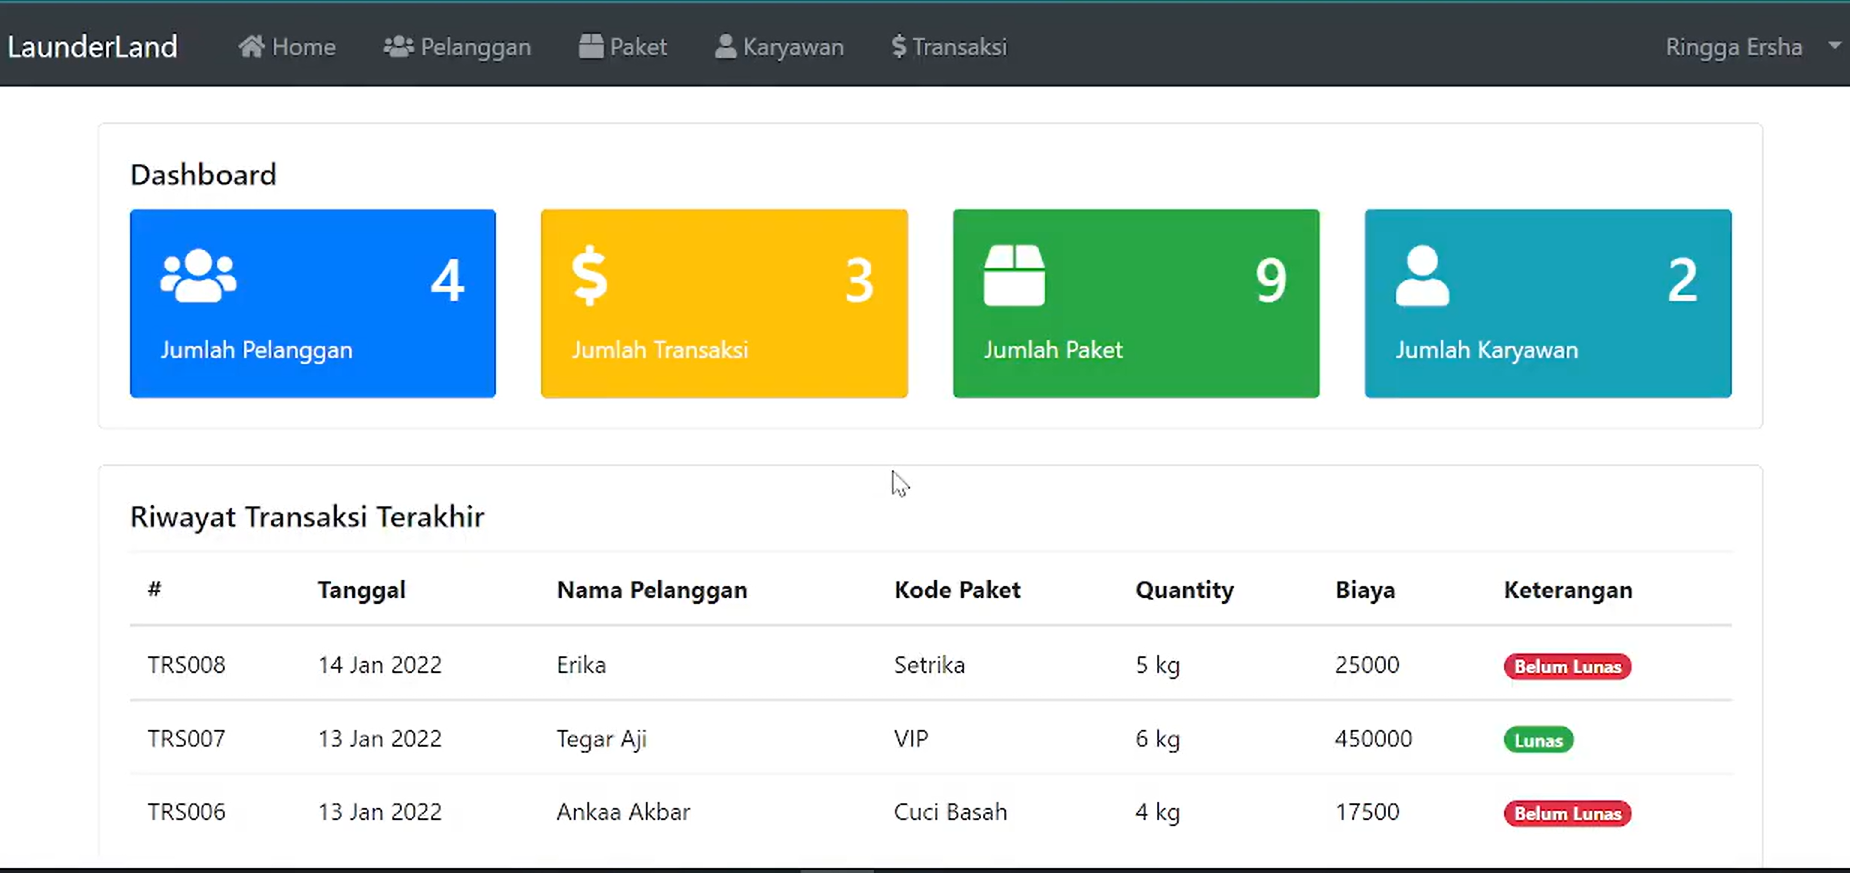 LaunderLand Home Pelanggan Paket Karyawan Transaksi Ringga Ersha
Dashboard
4 3 9 2
Jumlah Pelanggan Jumlah Transaksi Jumlah Paket Jumlah Karyawan
Riwayat Transaksi Terakhir
# Tanggal Nama Pelanggan Kode Paket Quantity Biaya Keterangan
TRS008 14 Jan 2022 Erika Setrika 5 kg 25000 Belum Lunas
TRS007 13 Jan 2022 Tegar Aji VIP 6 kg 450000 Lunas
TRS006 13 Jan 2022 Ankaa Akbar Cuci Basah 4 kg 17500 Belum Lunas